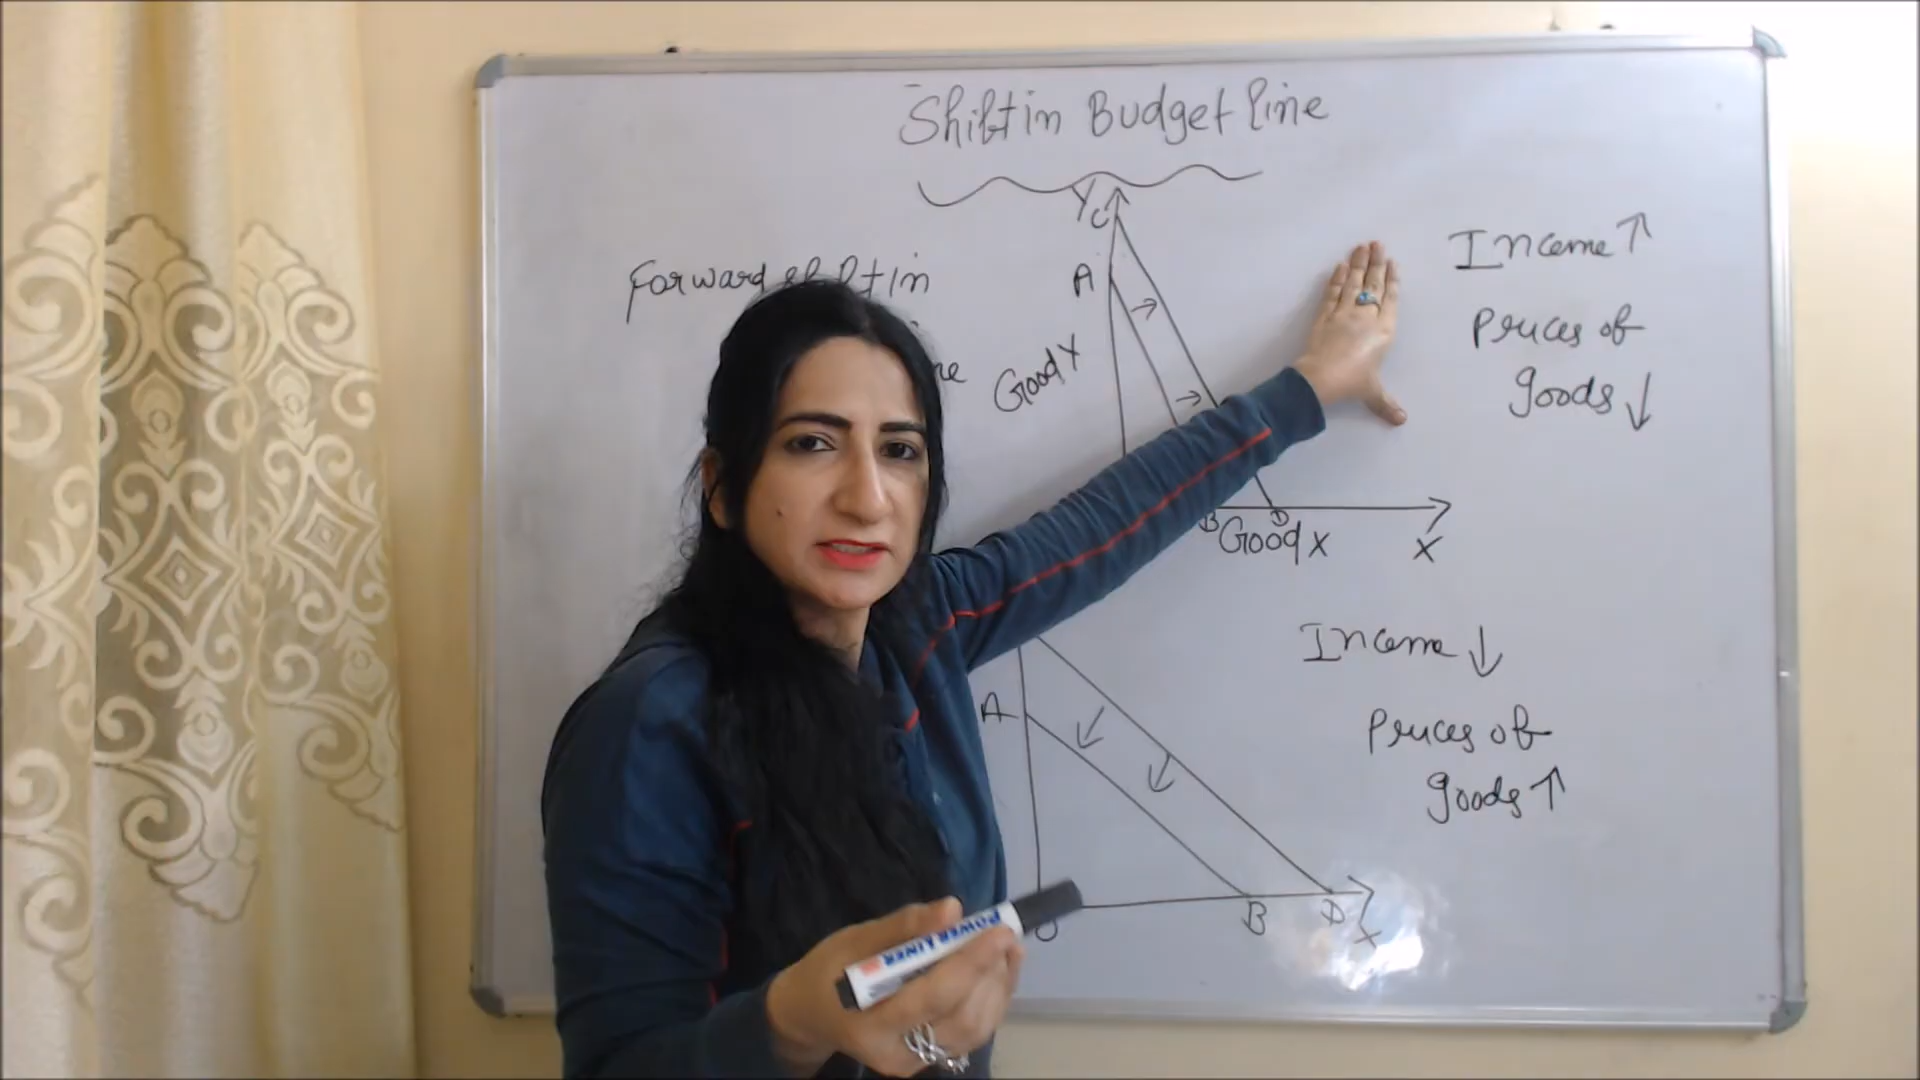 Shift in Budget line
Y
C
A
Good Y
B
D
Good X
X
Forward shift in
Income ↑
Prices of
goods ↓
Income ↓
Prices of
goods ↑
A
B
D
X
POWER LINER